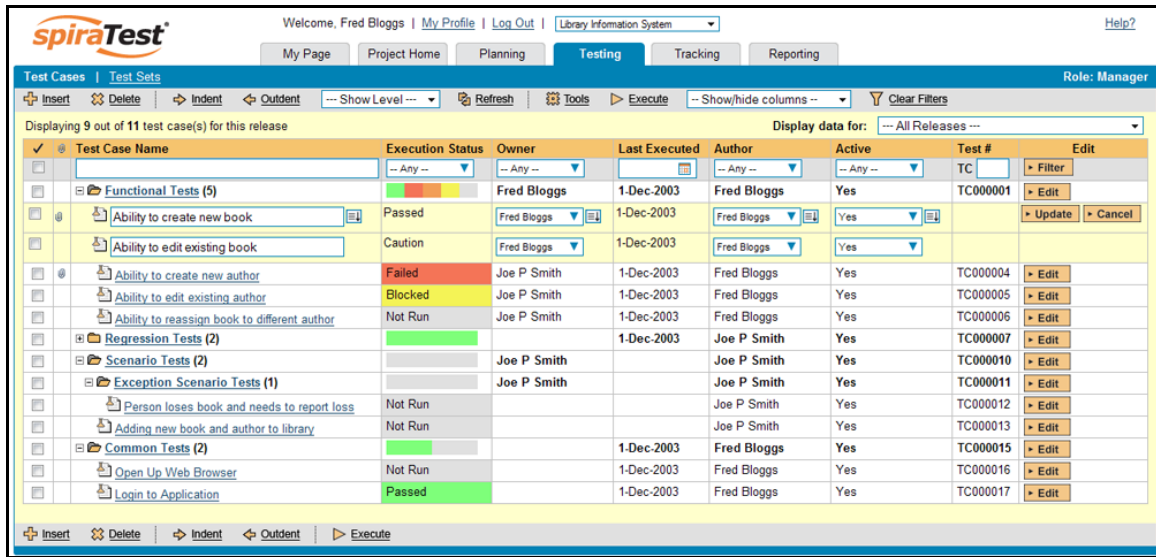 spiraTest® Welcome, Fred Bloggs | My Profile | Log Out | Library Information System Help?
My Page Project Home Planning Testing Tracking Reporting
Test Cases | Test Sets Role: Manager
Insert Delete Indent Outdent --- Show Level --- Refresh Tools Execute -- Show/hide columns -- Clear Filters
Displaying 9 out of 11 test case(s) for this release Display data for: --- All Releases ---
Test Case Name Execution Status Owner Last Executed Author Active Test # Edit
-- Any -- -- Any -- -- Any -- -- Any -- TC Filter
Functional Tests (5) Fred Bloggs 1-Dec-2003 Fred Bloggs Yes TC000001 Edit
Ability to create new book Passed Fred Bloggs 1-Dec-2003 Fred Bloggs Yes Update Cancel
Ability to edit existing book Caution Fred Bloggs 1-Dec-2003 Fred Bloggs Yes
Ability to create new author Failed Joe P Smith 1-Dec-2003 Fred Bloggs Yes TC000004 Edit
Ability to edit existing author Blocked Joe P Smith 1-Dec-2003 Fred Bloggs Yes TC000005 Edit
Ability to reassign book to different author Not Run Joe P Smith 1-Dec-2003 Fred Bloggs Yes TC000006 Edit
Regression Tests (2) 1-Dec-2003 Joe P Smith Yes TC000007 Edit
Scenario Tests (2) Joe P Smith Joe P Smith Yes TC000010 Edit
Exception Scenario Tests (1) Joe P Smith Joe P Smith Yes TC000011 Edit
Person loses book and needs to report loss Not Run Joe P Smith Yes TC000012 Edit
Adding new book and author to library Not Run Joe P Smith Yes TC000013 Edit
Common Tests (2) 1-Dec-2003 Fred Bloggs Yes TC000015 Edit
Open Up Web Browser Not Run 1-Dec-2003 Fred Bloggs Yes TC000016 Edit
Login to Application Passed 1-Dec-2003 Fred Bloggs Yes TC000017 Edit
Insert Delete Indent Outdent Execute